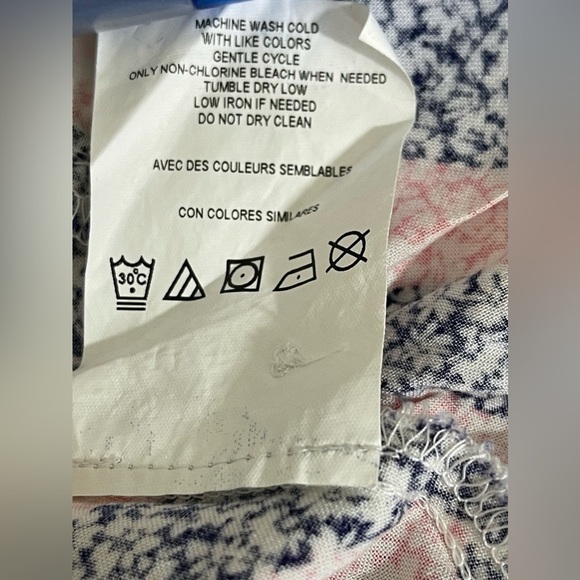 MACHINE WASH COLD
WITH LIKE COLORS
GENTLE CYCLE
ONLY NON-CHLORINE BLEACH WHEN NEEDED
TUMBLE DRY LOW
LOW IRON IF NEEDED
DO NOT DRY CLEAN
AVEC DES COULEURS SEMBLABLES
CON COLORES SIMILARES
30°C